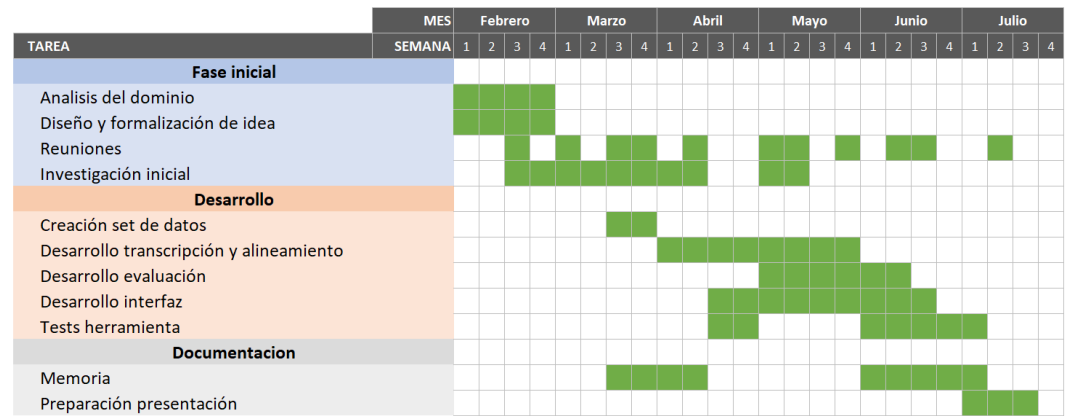 MES Febrero Marzo Abril Mayo Junio Julio
TAREA SEMANA 1 2 3 4 1 2 3 4 1 2 3 4 1 2 3 4 1 2 3 4 1 2 3 4
Fase inicial
Analisis del dominio
Diseño y formalización de idea
Reuniones
Investigación inicial
Desarrollo
Creación set de datos
Desarrollo transcripción y alineamiento
Desarrollo evaluación
Desarrollo interfaz
Tests herramienta
Documentacion
Memoria
Preparación presentación